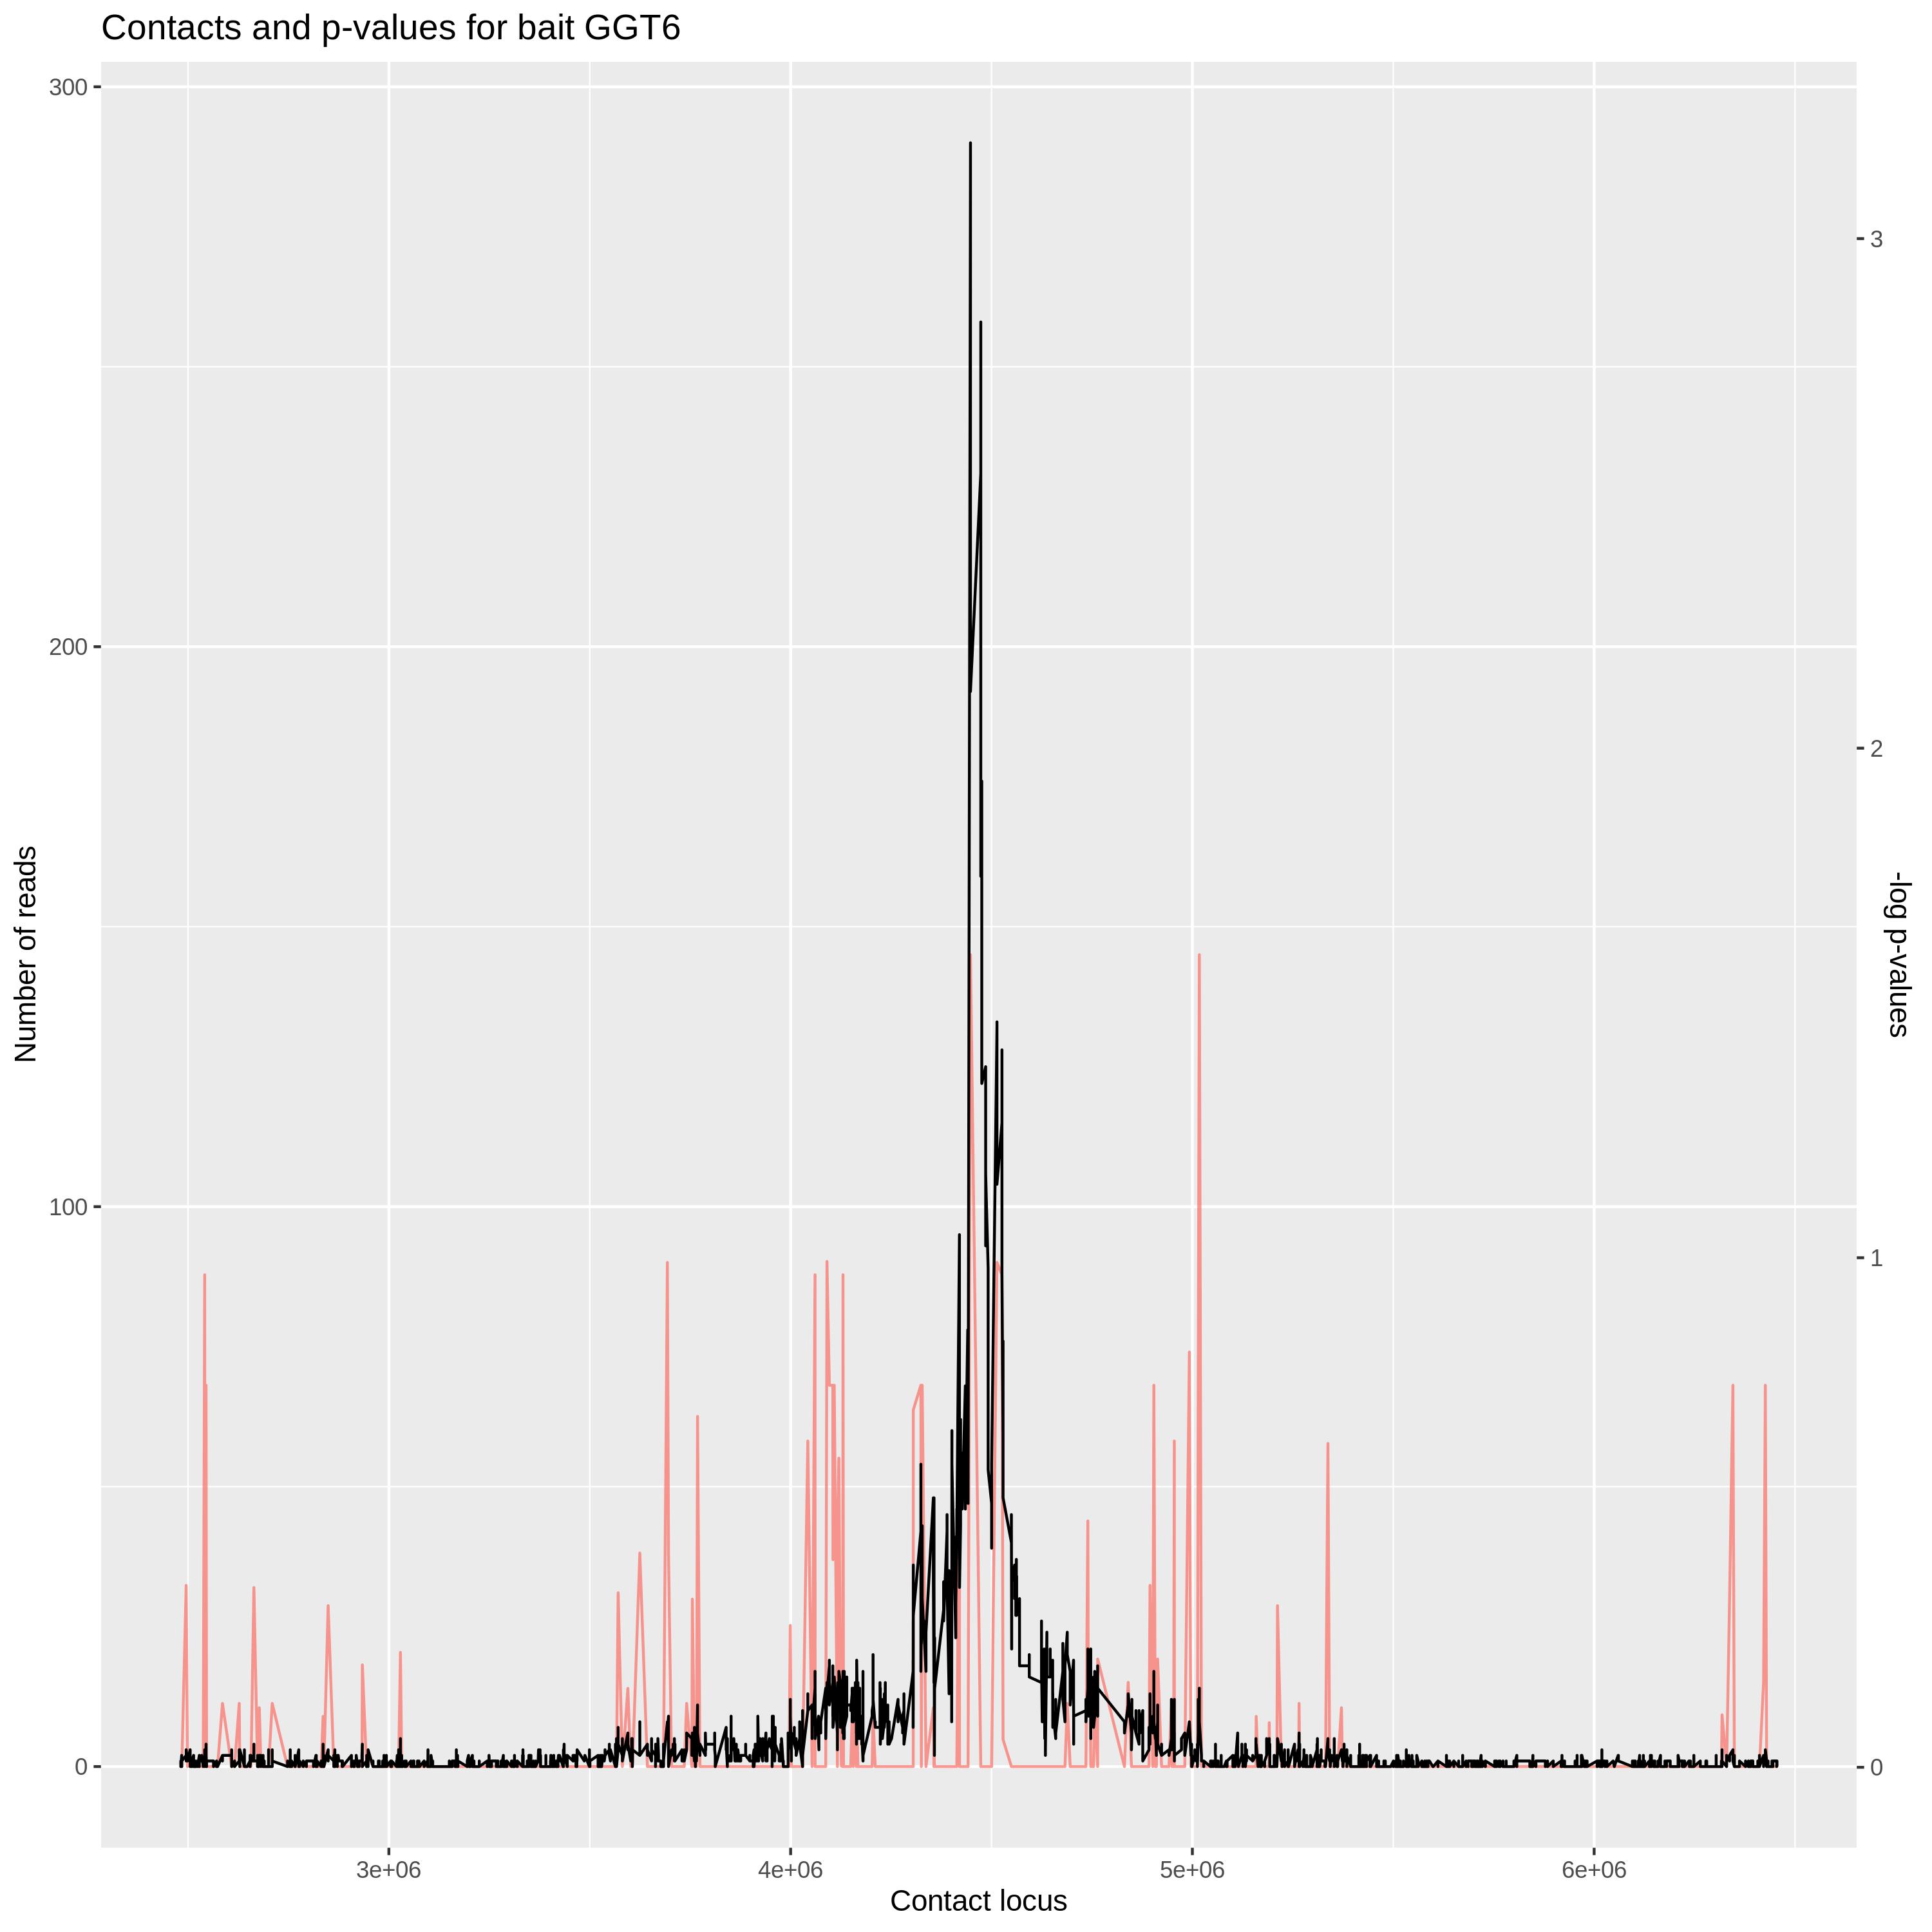 Contacts and p-values for bait GGT6
300
200
100
0
Number of reads
3
2
1
0
-log p-values
3e+06
4e+06
5e+06
6e+06
Contact locus